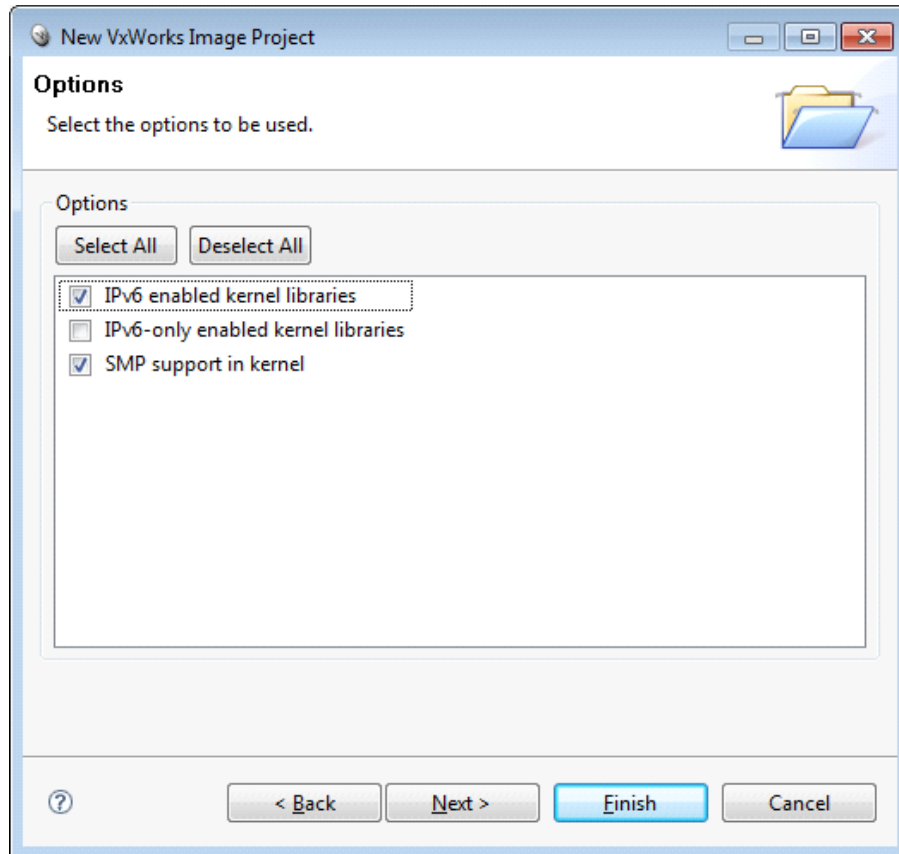 New VxWorks Image Project
Options
Select the options to be used.
Options
Select All Deselect All
IPv6 enabled kernel libraries
IPv6-only enabled kernel libraries
SMP support in kernel
?
< Back Next > Finish Cancel